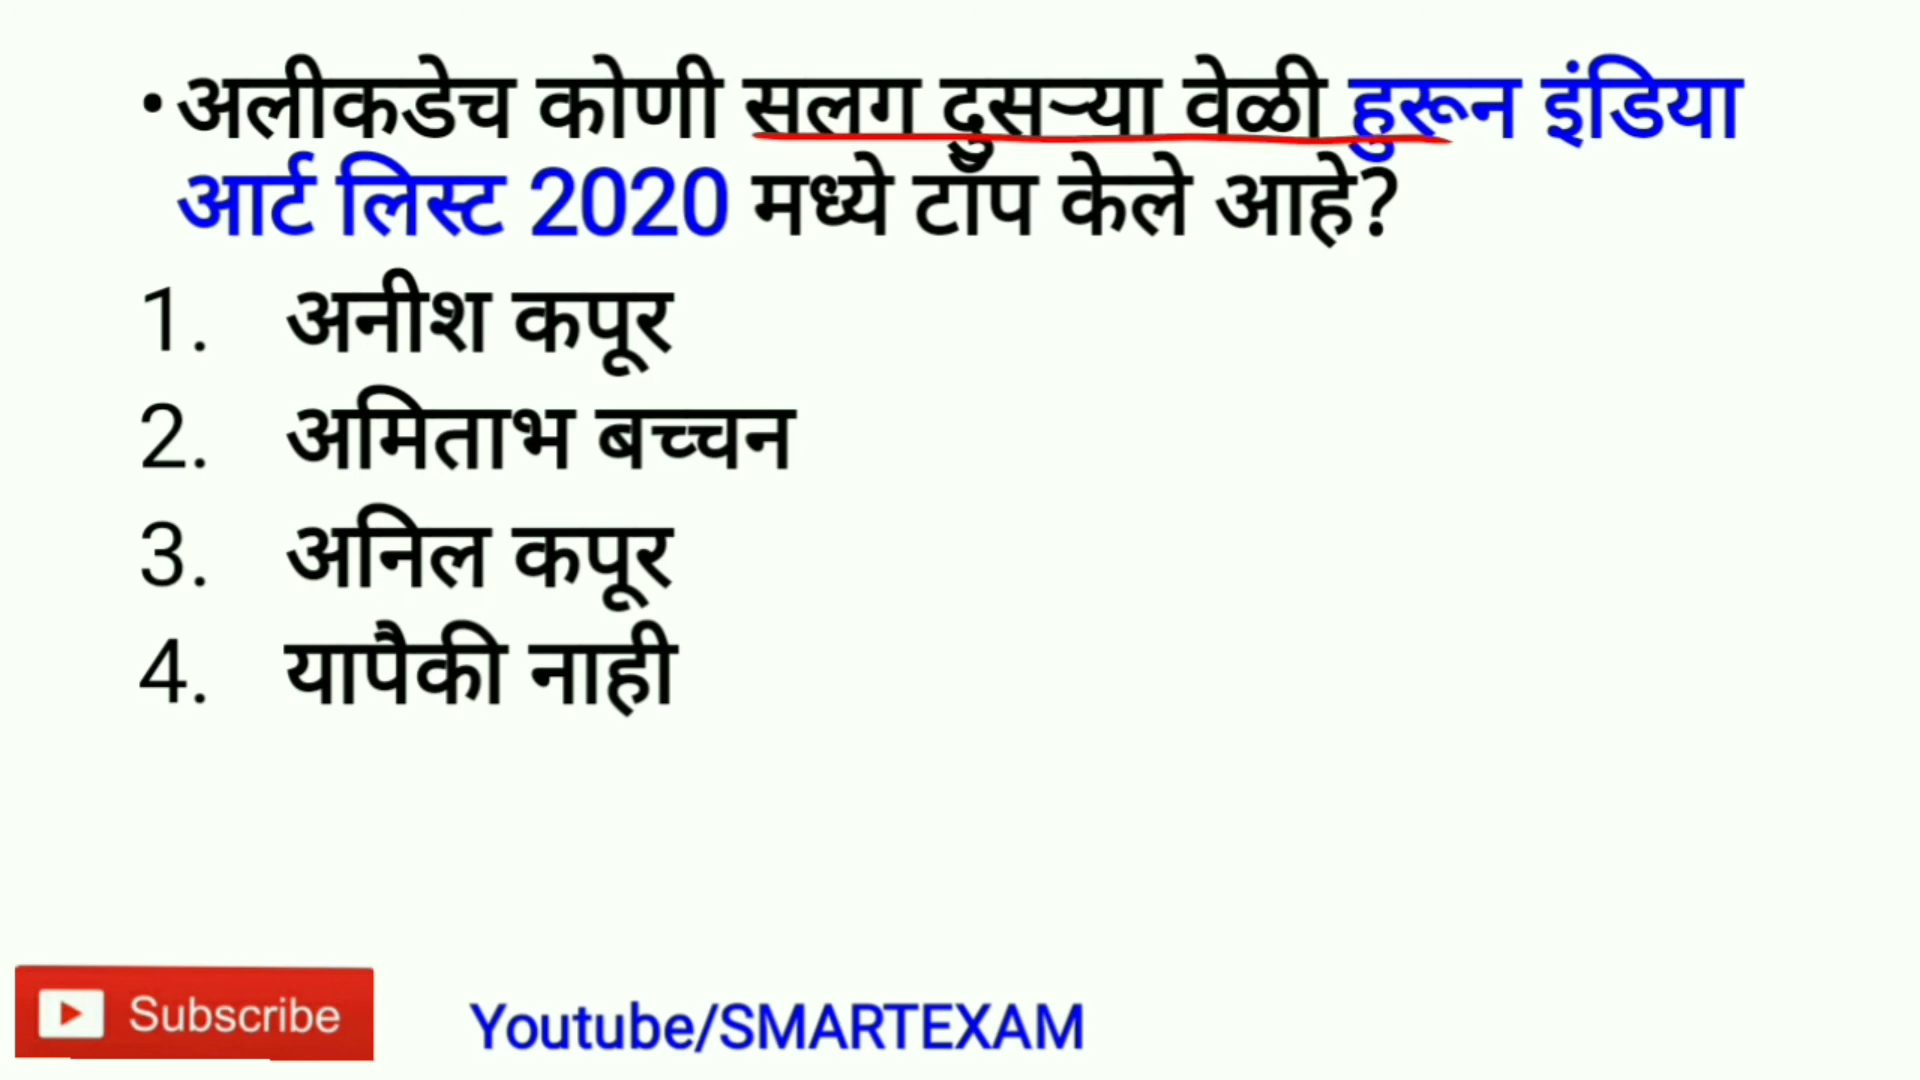 •अलीकडेच कोणी सलग दुसऱ्या वेळी हुरून इंडिया
आर्ट लिस्ट 2020 मध्ये टॉप केले आहे?
1. अनीश कपूर
2. अमिताभ बच्चन
3. अनिल कपूर
4. यापैकी नाही
Subscribe
Youtube/SMARTEXAM